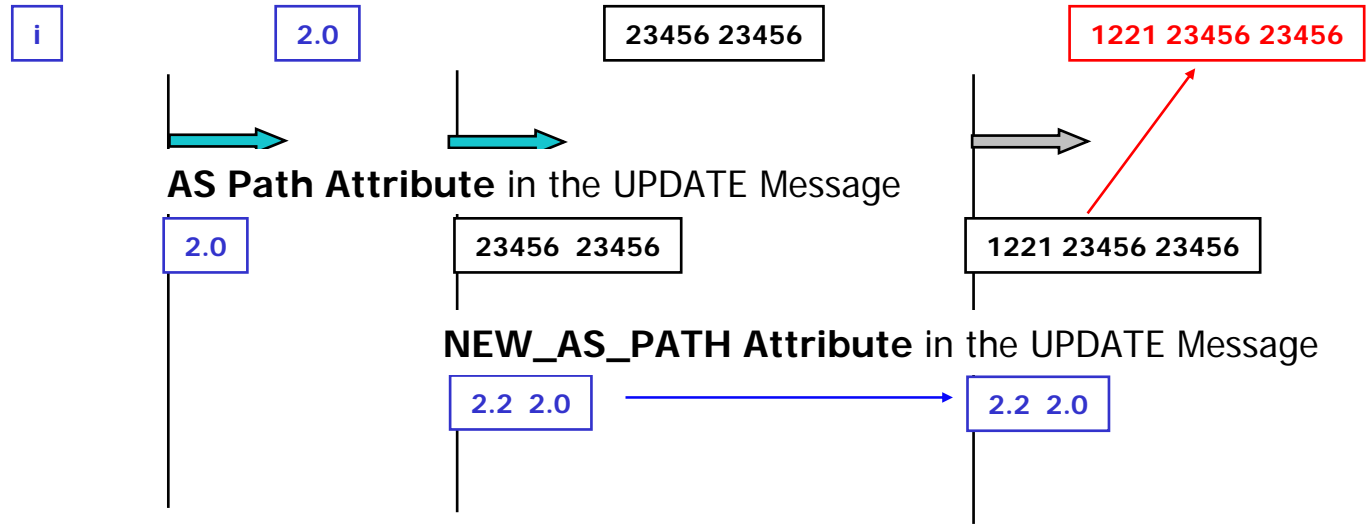 i 2.0 23456 23456 1221 23456 23456
AS Path Attribute in the UPDATE Message
2.0 23456 23456 1221 23456 23456
NEW_AS_PATH Attribute in the UPDATE Message
2.2 2.0 2.2 2.0